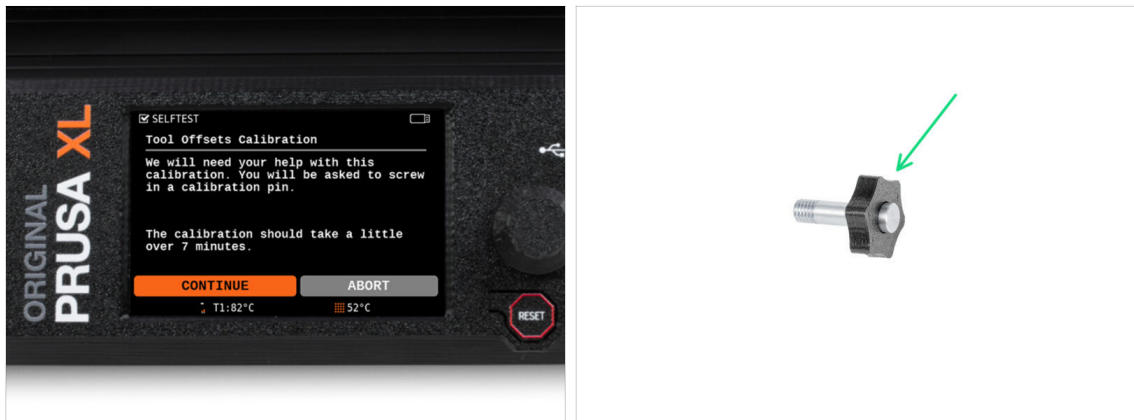 ORIGINAL
PRUSA XL
SELFTEST
Tool Offsets Calibration
We will need your help with this
calibration. You will be asked to screw
in a calibration pin.
The calibration should take a little
over 7 minutes.
CONTINUE
ABORT
T1:82°C
52°C
RESET